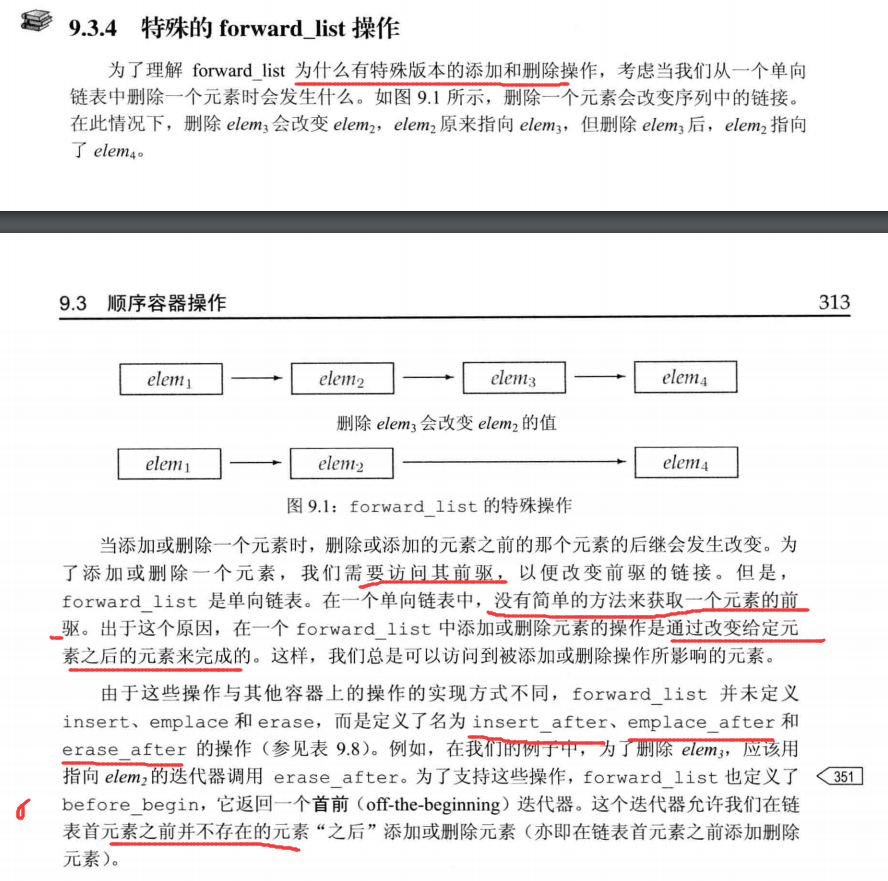 9.3.4 特殊的 forward_list 操作
为了理解 forward_list 为什么有特殊版本的添加和删除操作，考虑当我们从一个单向
链表中删除一个元素时会发生什么。如图 9.1 所示，删除一个元素会改变序列中的链接。
在此情况下，删除 elem₃ 会改变 elem₂，elem₂ 原来指向 elem₃，但删除 elem₃ 后，elem₂ 指向
了 elem₄。
9.3 顺序容器操作 313
elem₁ elem₂ elem₃ elem₄
删除 elem₃ 会改变 elem₂ 的值
elem₁ elem₂ elem₄
图 9.1：forward_list 的特殊操作
当添加或删除一个元素时，删除或添加的元素之前的那个元素的后继会发生改变。为
了添加或删除一个元素，我们需要访问其前驱，以便改变前驱的链接。但是，
forward_list 是单向链表。在一个单向链表中，没有简单的方法来获取一个元素的前
驱。出于这个原因，在一个 forward_list 中添加或删除元素的操作是通过改变给定元
素之后的元素来完成的。这样，我们总是可以访问到被添加或删除操作所影响的元素。
由于这些操作与其他容器上的操作的实现方式不同，forward_list 并未定义
insert、emplace 和 erase，而是定义了名为 insert_after、emplace_after 和
erase_after 的操作（参见表 9.8）。例如，在我们的例子中，为了删除 elem₃，应该用
指向 elem₂ 的迭代器调用 erase_after。为了支持这些操作，forward_list 也定义了 351
before_begin，它返回一个首前（off-the-beginning）迭代器。这个迭代器允许我们在链
表首元素之前并不存在的元素“之后”添加或删除元素（亦即在链表首元素之前添加删除
元素）。